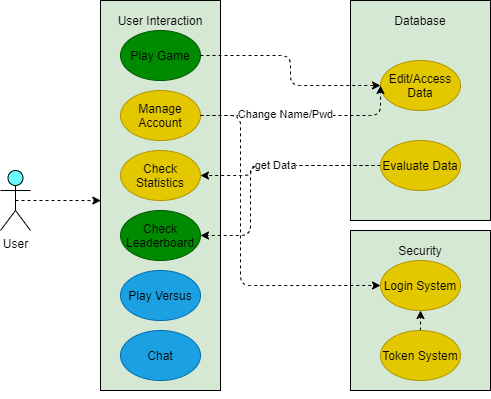 User Interaction
Play Game
Manage
Account
Check
Statistics
Check
Leaderboard
Play Versus
Chat
User
Change Name/Pwd
get Data
Database
Edit/Access
Data
Evaluate Data
Security
Login System
Token System